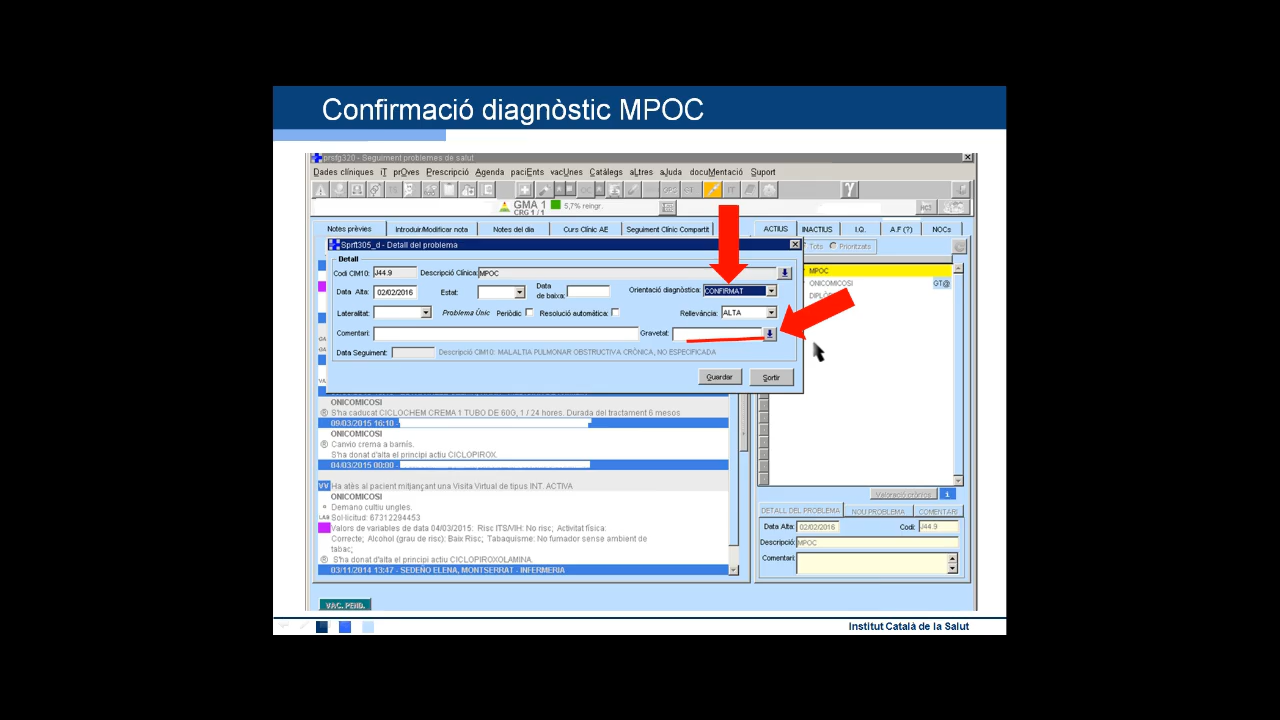 Confirmació diagnòstic MPOC
prsfg320 - Seguiment problemes de salut
Dades clíniques iT prOves Prescripció Agenda paciEnts vacUnes Catálegs aLtres aJuda docuMentació Suport
GMA 1 5,7% reingr.
CRG 1 / 1
Notes prèvies Introduir/Modificar nota Notes del dia Curs Clínic AE Seguiment Clínic Compartit ACTIUS INACTIUS I.Q. A.F (?) NOCs
Sprft305_d - Detall del problema
Tots Prioritzats
Detall
Codi CIM10: J44.9 Descripció Clínica: MPOC
MPOC
ONICOMICOSI GT@
Data Alta: 02/02/2016 Estat: Data de baixa: Orientació diagnòstica: CONFIRMAT
Lateralitat: Problema Únic Periòdic Resolució automàtica: Rellevància: ALTA
Comentari: Gravetat:
Data Seguiment: Descripció CIM10: MALALTIA PULMONAR OBSTRUCTIVA CRÒNICA, NO ESPECIFICADA
Guardar Sortir
ONICOMICOSI
S'ha caducat CICLOCHEM CREMA 1 TUBO DE 60G, 1 / 24 hores. Durada del tractament 6 mesos
09/03/2015 16:10 -
ONICOMICOSI
Canvio crema a barnís.
S'ha donat d'alta el principi actiu CICLOPIROX.
04/03/2015 00:00 -
VV Ha atès al pacient mitjançant una Visita Virtual de tipus INT. ACTIVA
ONICOMICOSI
Demano cultiu ungles.
LAB Sol·licitud: 67312294453
Valors de variables de data 04/03/2015: Risc ITS/VIH: No risc; Activitat física:
Correcte; Alcohol (grau de risc): Baix Risc; Tabaquisme: No fumador sense ambient de
tabac;
S'ha donat d'alta el principi actiu CICLOPIROXOLAMINA.
03/11/2014 13:47 - SEDEÑO ELENA, MONTSERRAT - INFERMERIA
Valoració crònics i
DETALL DEL PROBLEMA NOU PROBLEMA COMENTARI
Data Alta: 02/02/2016 Codi: J44.9
Descripció: MPOC
Comentari:
VAC. PEND.
Institut Català de la Salut